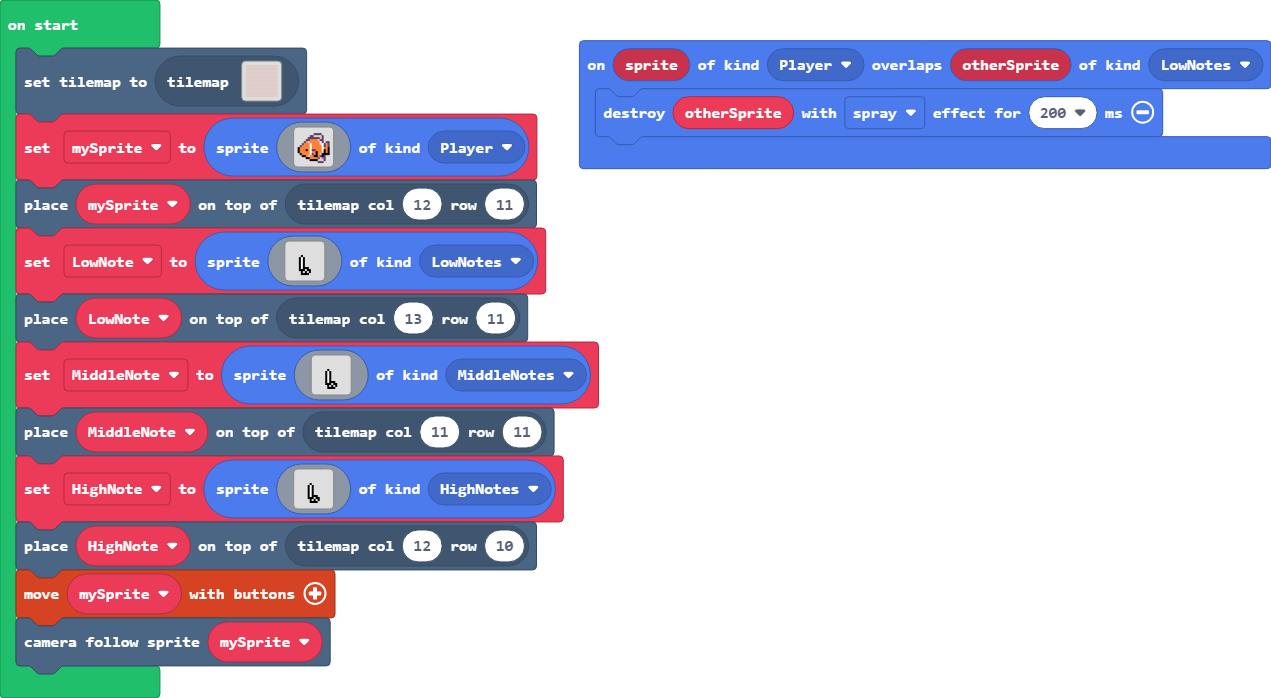 on start
set tilemap to tilemap
set mySprite to sprite of kind Player
place mySprite on top of tilemap col 12 row 11
set LowNote to sprite of kind LowNotes
place LowNote on top of tilemap col 13 row 11
set MiddleNote to sprite of kind MiddleNotes
place MiddleNote on top of tilemap col 11 row 11
set HighNote to sprite of kind HighNotes
place HighNote on top of tilemap col 12 row 10
move mySprite with buttons
camera follow sprite mySprite
on sprite of kind Player overlaps otherSprite of kind LowNotes
destroy otherSprite with spray effect for 200 ms